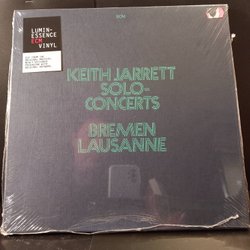 LUMIN-
ESSENCE
ECM
VINYL
ECM
KEITH JARRETT
SOLO-
CONCERTS
BREMEN
LAUSANNE